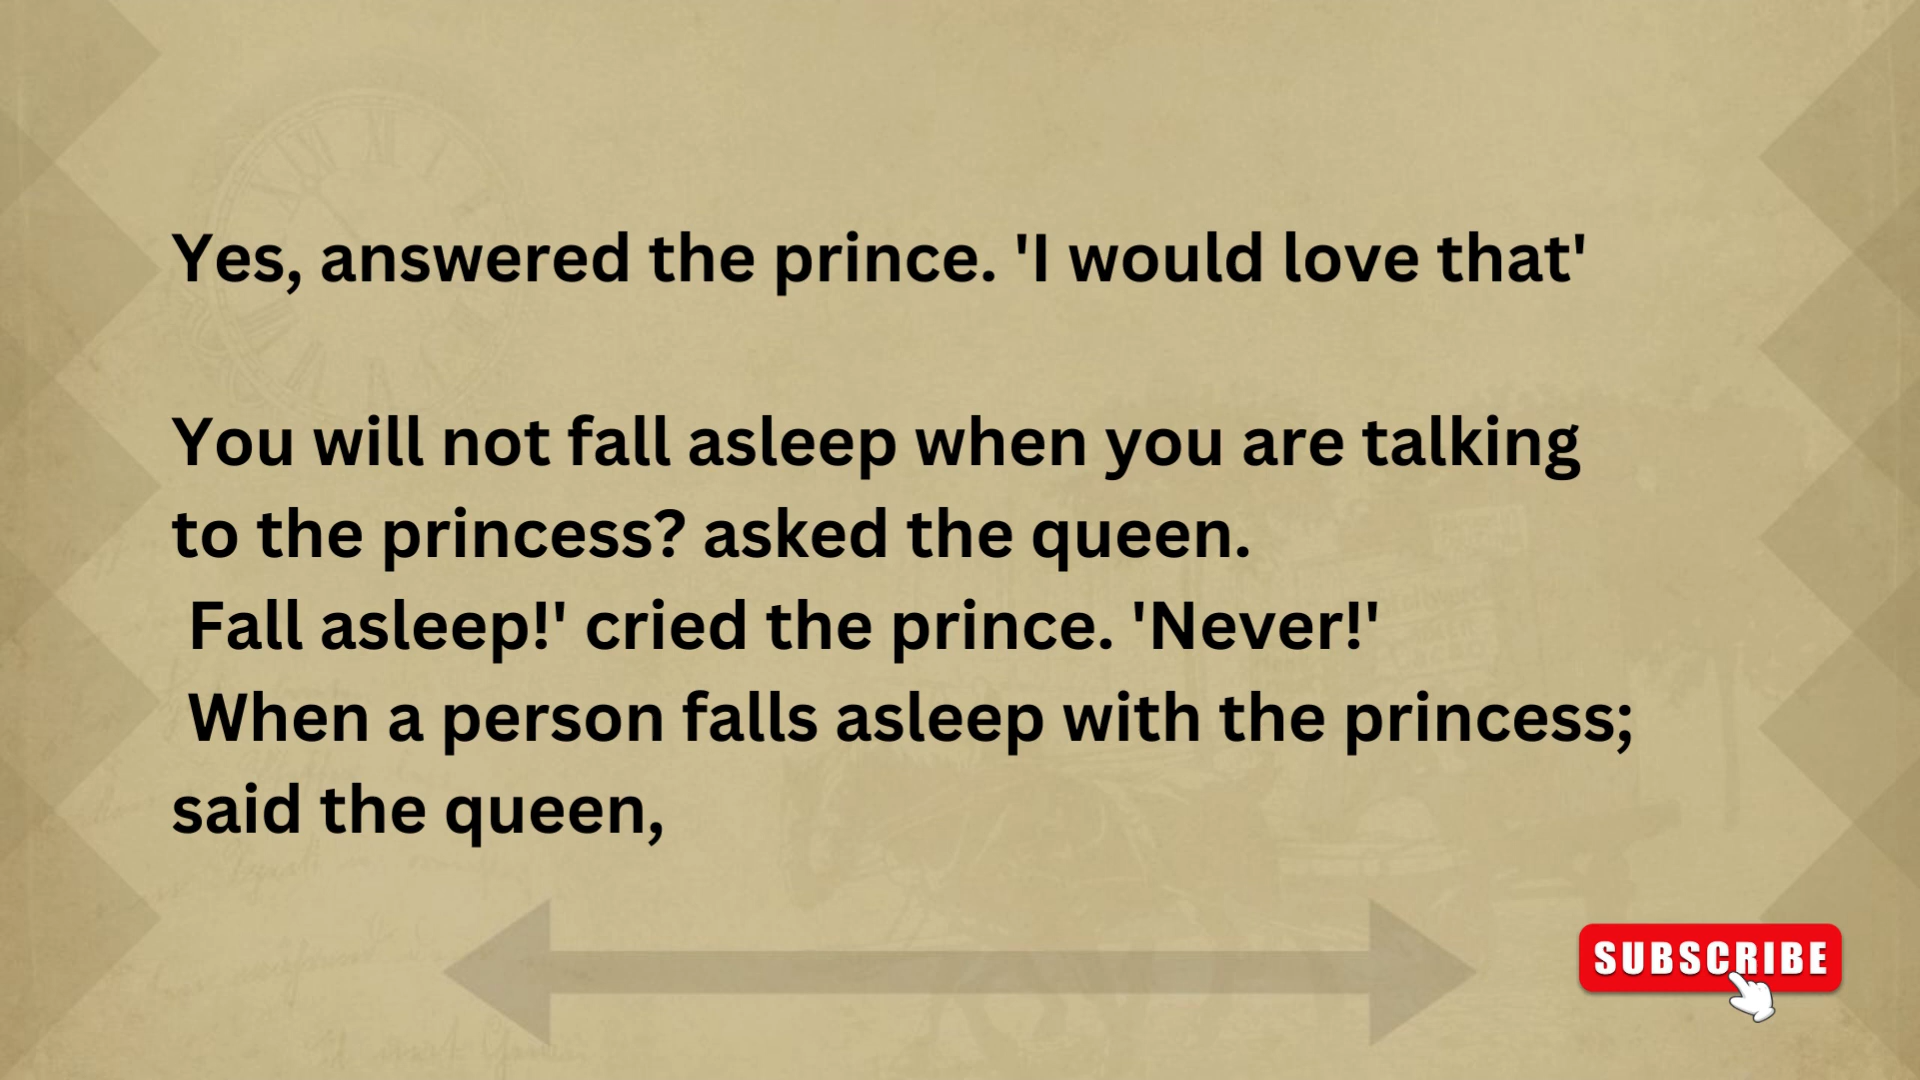 Yes, answered the prince. 'I would love that'
You will not fall asleep when you are talking
to the princess? asked the queen.
Fall asleep!' cried the prince. 'Never!'
When a person falls asleep with the princess;
said the queen,
SUBSCRIBE